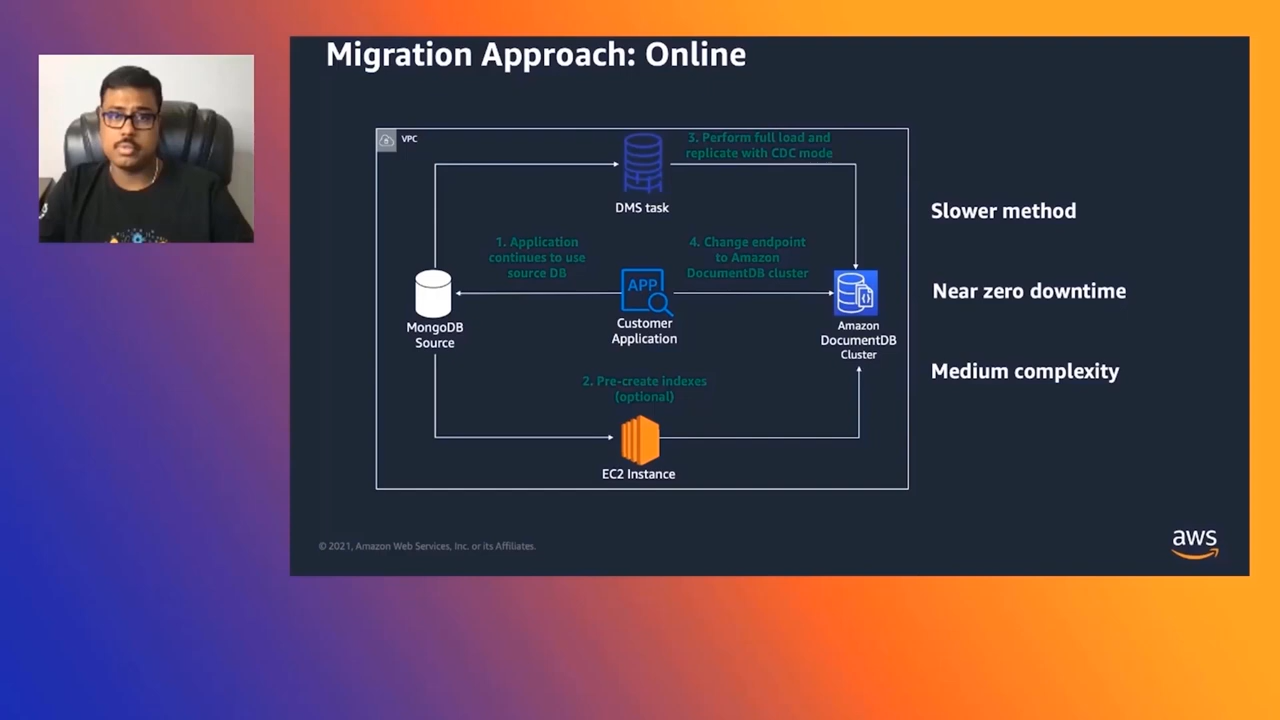 Migration Approach: Online
VPC
3. Perform full load and
replicate with CDC mode
DMS task
Slower method
1. Application
continues to use
source DB
4. Change endpoint
to Amazon
DocumentDB cluster
APP
Near zero downtime
MongoDB
Source
Customer
Application
Amazon
DocumentDB
Cluster
Medium complexity
2. Pre-create indexes
(optional)
EC2 Instance
© 2021, Amazon Web Services, Inc. or its Affiliates.
aws